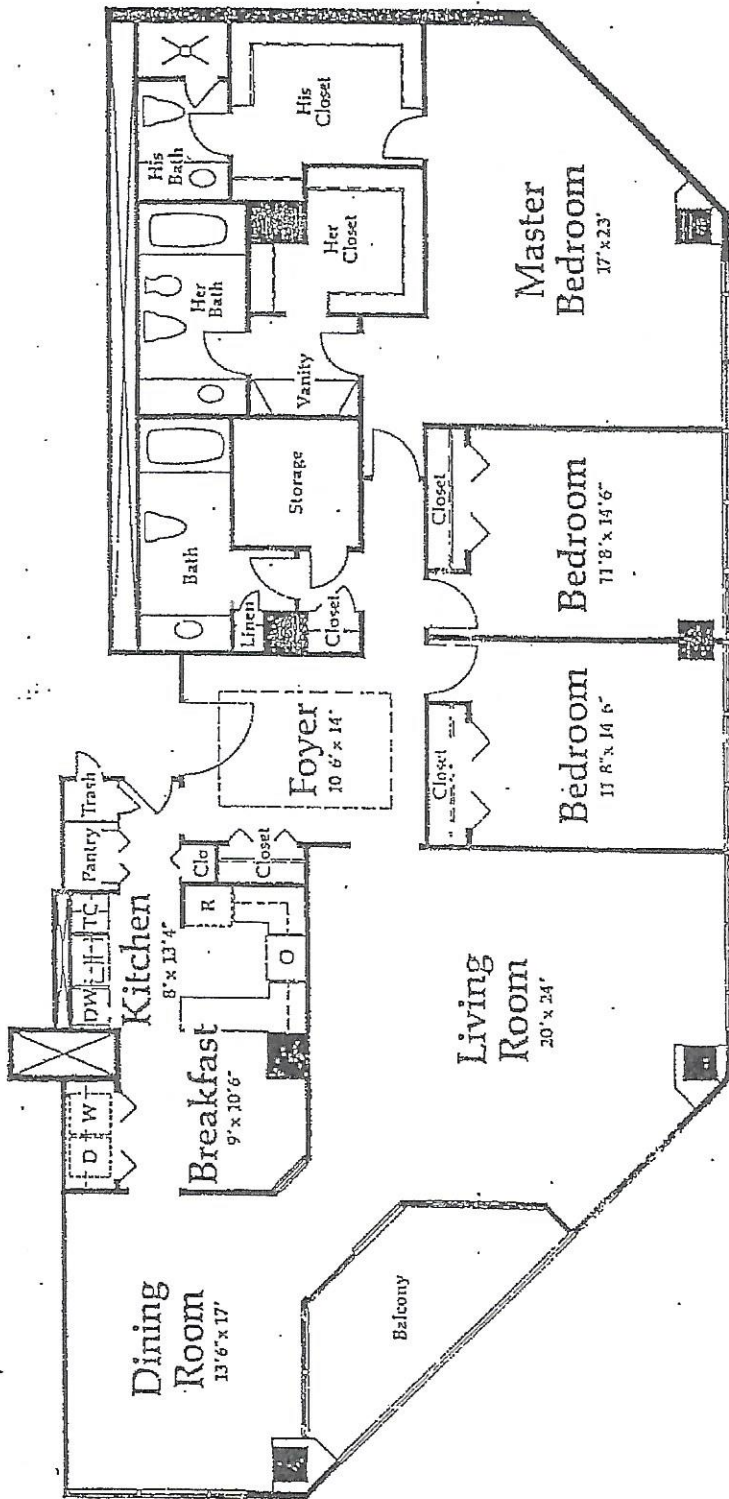 Dining
Room
13'6"x 17'
D
W
Breakfast
9'x 10'6"
DW
TC
Kitchen
8'x 13'4"
R
O
Pantry
Trash
Clo
Closet
Foyer
10 6'x 14'
Balcony
Living
Room
20'x 24'
Bath
Linen
Closet
Storage
Closet
Bedroom
11 8"x 14 6"
Closet
Bedroom
11'8"x 14'6"
Her
Bath
Vanity
Her
Closet
His
Bath
His
Closet
Master
Bedroom
17'x23'